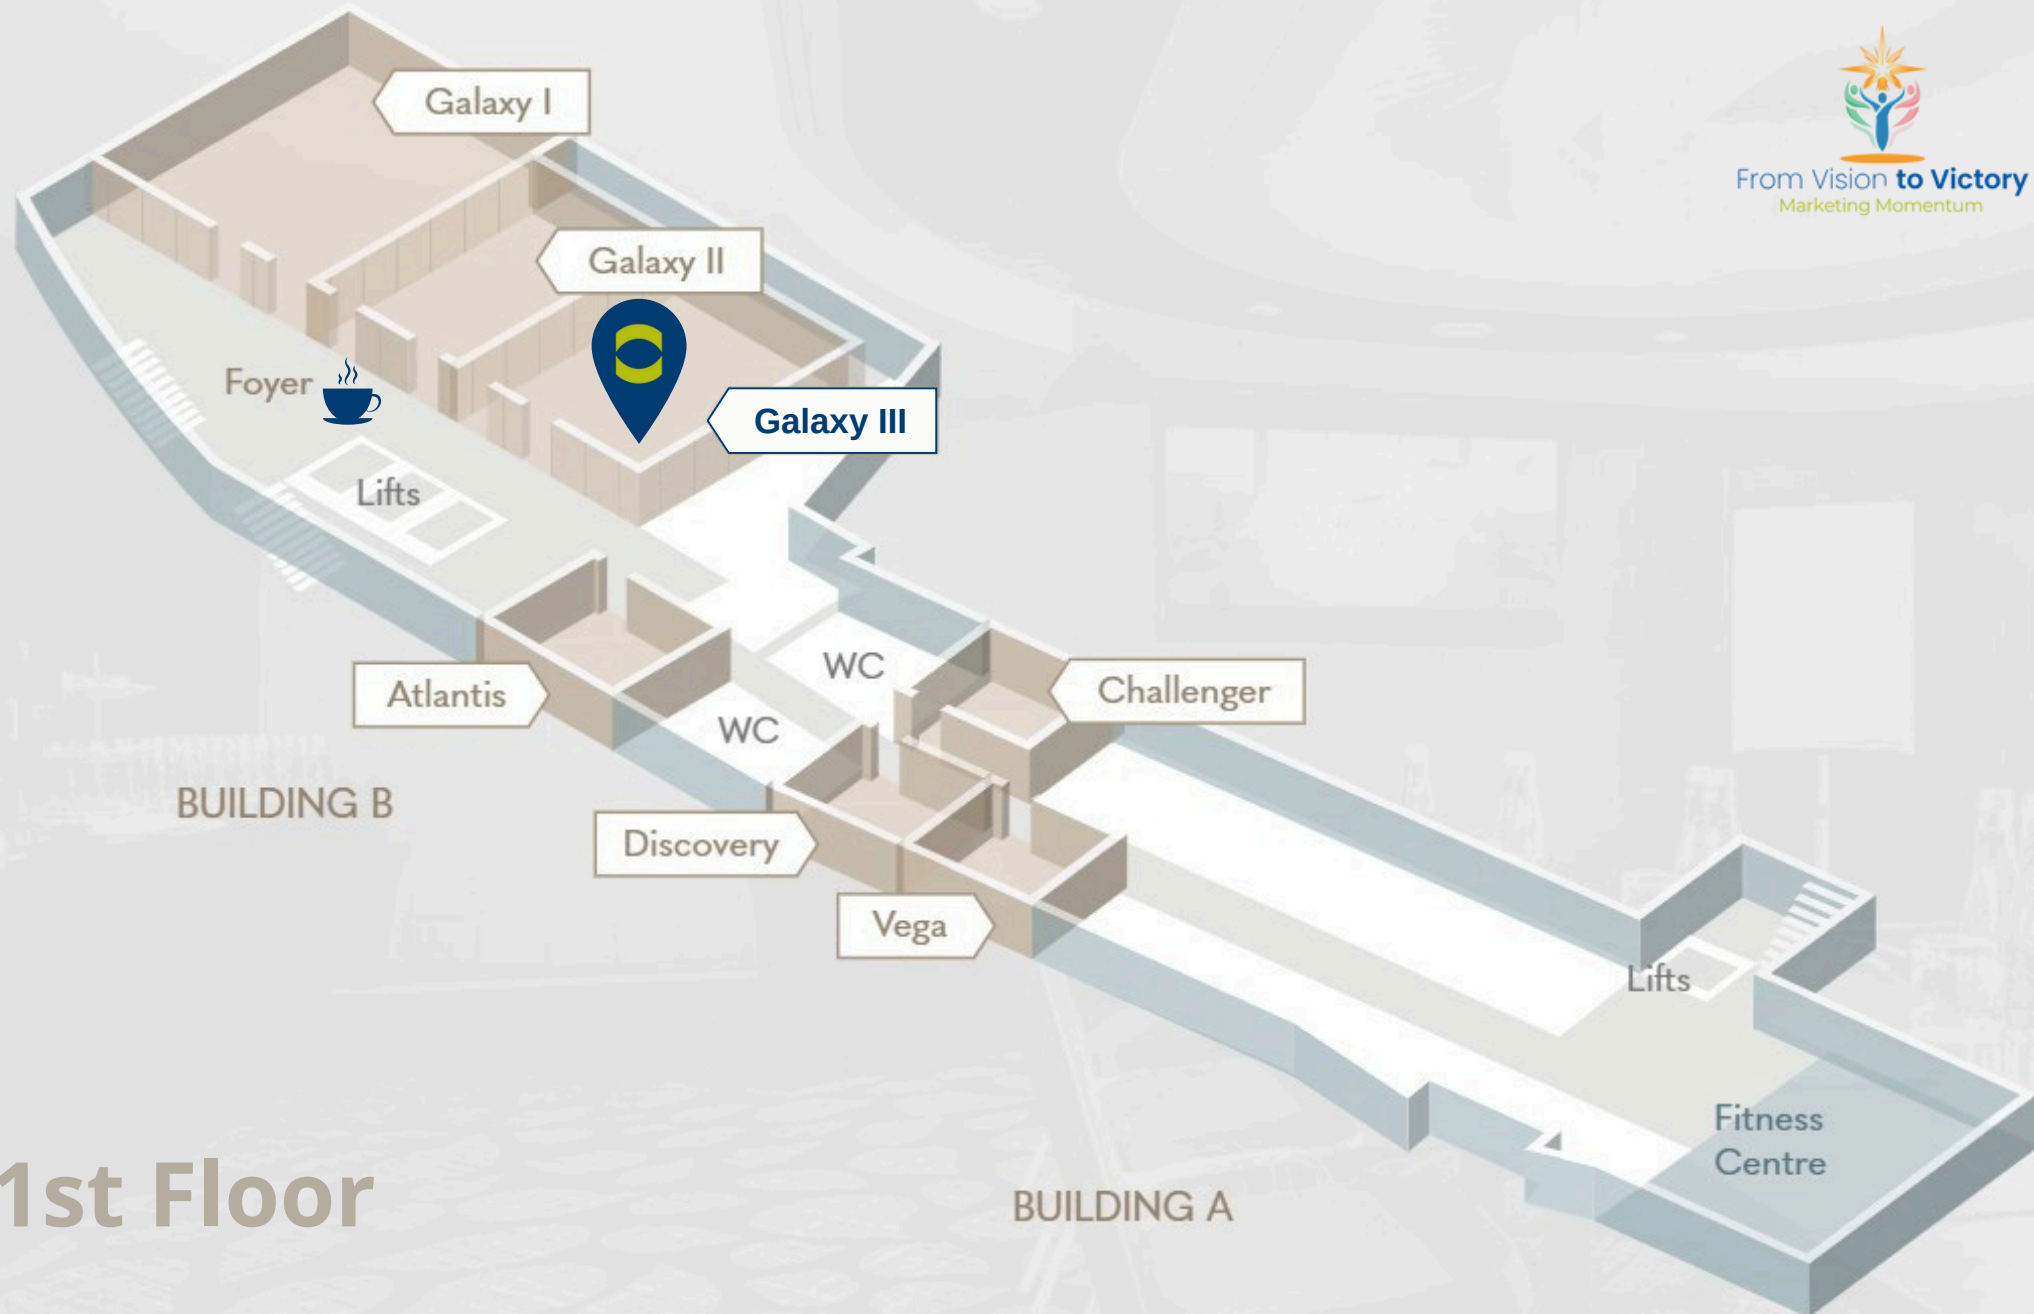 Galaxy I
From Vision to Victory
Marketing Momentum
Galaxy II
Foyer
Galaxy III
Lifts
WC
Challenger
Atlantis
WC
BUILDING B
Discovery
Vega
Lifts
Fitness
Centre
1st Floor
BUILDING A